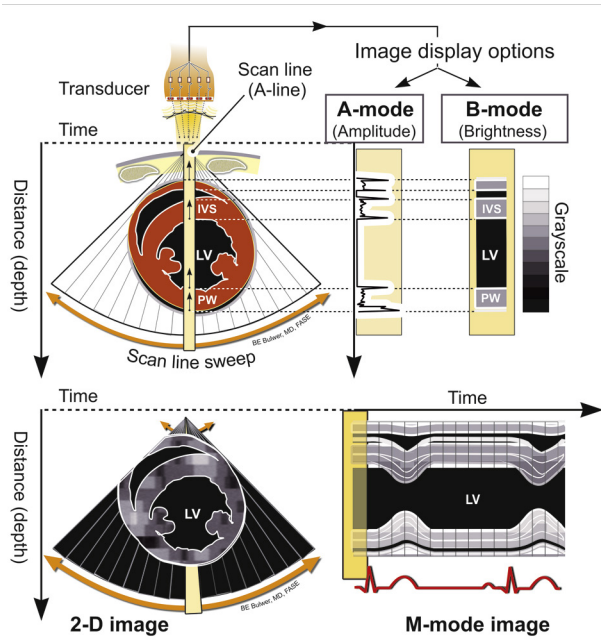 Image display options
Scan line
(A-line)
Transducer
A-mode
(Amplitude)
B-mode
(Brightness)
Time
Distance (depth)
IVS
LV
PW
IVS
LV
PW
Grayscale
BE Bulwer, MD, FASE
Scan line sweep
Time
Time
Distance (depth)
LV
LV
BE Bulwer, MD, FASE
2-D image
M-mode image